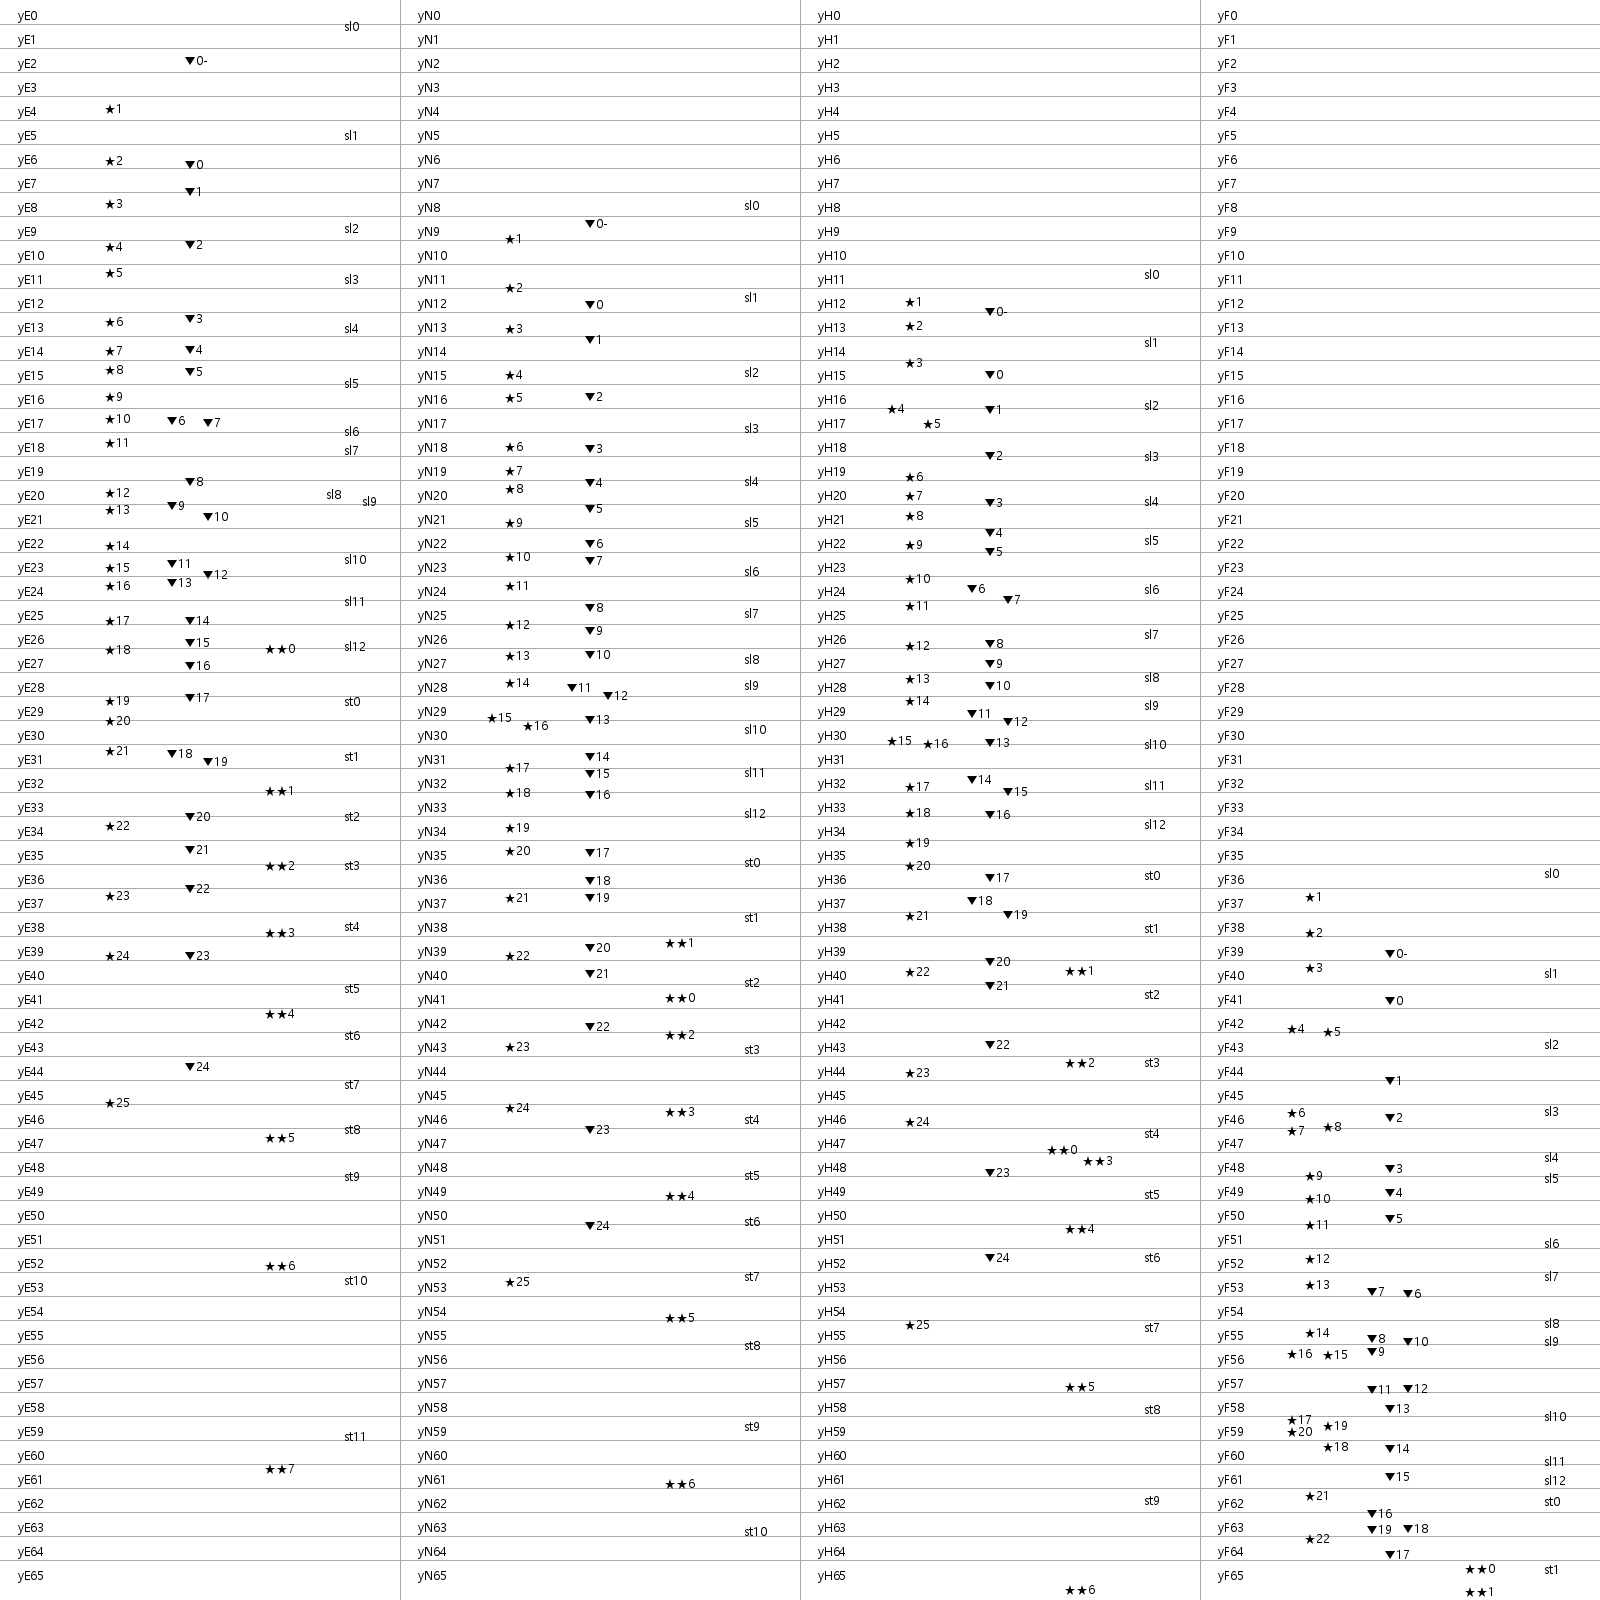 yE0
yE1 sl0
yE2 ▼0-
yE3
yE4 ★1
yE5 sl1
yE6 ★2 ▼0
yE7 ▼1
yE8 ★3
yE9 sl2
yE10 ★4 ▼2
yE11 ★5 sl3
yE12
yE13 ★6 ▼3 sl4
yE14 ★7 ▼4
yE15 ★8 ▼5 sl5
yE16 ★9
yE17 ★10 ▼6 ▼7 sl6
yE18 ★11 sl7
yE19
yE20 ★12 ▼8 sl8 sl9
yE21 ★13 ▼9 ▼10
yE22 ★14
yE23 ★15 ▼11 ▼12 sl10
yE24 ★16 ▼13
yE25 ★17 ▼14 sl11
yE26 ▼15 sl12
yE27 ★18 ▼16 ★★0
yE28
yE29 ★19 ▼17 st0
yE30 ★20
yE31 ★21 ▼18 ▼19 st1
yE32 ★★1
yE33
yE34 ★22 ▼20 st2
yE35 ▼21
yE36 ★★2 st3
yE37 ★23 ▼22
yE38 ★★3 st4
yE39 ★24 ▼23
yE40
yE41 st5
yE42 ★★4
yE43 st6
yE44 ▼24
yE45 ★25 st7
yE46
yE47 ★★5 st8
yE48
yE49 st9
yE50
yE51
yE52 ★★6
yE53 st10
yE54
yE55
yE56
yE57
yE58
yE59 st11
yE60
yE61 ★★7
yE62
yE63
yE64
yE65
yN0
yN1
yN2
yN3
yN4
yN5
yN6
yN7
yN8 sl0
yN9 ★1 ▼0-
yN10
yN11 ★2
yN12 ▼0 sl1
yN13 ★3
yN14 ▼1
yN15 ★4 sl2
yN16 ★5 ▼2
yN17 sl3
yN18 ★6 ▼3
yN19 ★7
yN20 ★8 ▼4 sl4
yN21 ★9 ▼5 sl5
yN22 ▼6
yN23 ★10 ▼7 sl6
yN24 ★11
yN25 ▼8 sl7
yN26 ★12 ▼9
yN27 ★13 ▼10 sl8
yN28 ★14 ▼11 ▼12 sl9
yN29 ★15 ▼13
yN30 ★16 sl10
yN31 ▼14
yN32 ★17 ▼15 sl11
yN33 ★18 ▼16 sl12
yN34 ★19
yN35 ★20 ▼17 st0
yN36 ▼18
yN37 ★21 ▼19
yN38 st1
yN39 ★22 ▼20 ★★1
yN40 ▼21 st2
yN41 ★★0
yN42 ▼22
yN43 ★23 ★★2 st3
yN44
yN45
yN46 ★24 ★★3 st4
yN47 ▼23
yN48
yN49 ★★4 st5
yN50 st6
yN51 ▼24
yN52
yN53 ★25 st7
yN54 ★★5
yN55
yN56 st8
yN57
yN58
yN59 st9
yN60
yN61 ★★6
yN62
yN63 st10
yN64
yN65
yH0
yH1
yH2
yH3
yH4
yH5
yH6
yH7
yH8
yH9
yH10
yH11 sl0
yH12 ★1
yH13 ★2 ▼0-
yH14 sl1
yH15 ★3 ▼0
yH16 sl2
yH17 ★4 ★5 ▼1
yH18
yH19 ★6 ▼2 sl3
yH20 ★7 ▼3 sl4
yH21 ★8
yH22 ★9 ▼4 sl5
yH23 ▼5
yH24 ★10 ▼6 sl6
yH25 ★11 ▼7
yH26 ★12 ▼8 sl7
yH27 ▼9
yH28 ★13 ▼10 sl8
yH29 ★14 ▼11 sl9
yH30 ★15 ★16 ▼12 ▼13
yH31 sl10
yH32 ★17 ▼14 ▼15 sl11
yH33 ★18 ▼16
yH34 sl12
yH35 ★19
yH36 ★20 ▼17 st0
yH37 ▼18
yH38 ★21 ▼19 st1
yH39
yH40 ★22 ▼20 ★★1
yH41 ▼21 st2
yH42
yH43 ▼22
yH44 ★23 ★★2 st3
yH45
yH46 ★24
yH47 ★★0 st4
yH48 ▼23 ★★3
yH49 st5
yH50
yH51 ★★4
yH52 ▼24 st6
yH53
yH54
yH55 ★25 st7
yH56
yH57 ★★5
yH58 st8
yH59
yH60
yH61
yH62 st9
yH63
yH64
yH65
★★6
yF0
yF1
yF2
yF3
yF4
yF5
yF6
yF7
yF8
yF9
yF10
yF11
yF12
yF13
yF14
yF15
yF16
yF17
yF18
yF19
yF20
yF21
yF22
yF23
yF24
yF25
yF26
yF27
yF28
yF29
yF30
yF31
yF32
yF33
yF34
yF35
yF36 sl0
yF37 ★1
yF38 ★2
yF39 ▼0-
yF40 ★3 sl1
yF41 ▼0
yF42 ★4 ★5
yF43 sl2
yF44
yF45 ▼1
yF46 ★6 ★8 ▼2 sl3
yF47 ★7
yF48 ▼3 sl4
yF49 ★9 ★10 ▼4 sl5
yF50 ▼5
yF51 ★11 sl6
yF52 ★12
yF53 ★13 ▼7 ▼6 sl7
yF54
yF55 ★14 ▼8 ▼10 sl8 sl9
yF56 ★16 ★15 ▼9
yF57 ▼11 ▼12
yF58 ▼13
yF59 ★17 ★19 ★20 sl10
yF60 ★18 ▼14 sl11
yF61 ▼15 sl12
yF62 ★21 st0
yF63 ▼16 ▼19 ▼18
yF64 ★22 ▼17
yF65 ★★0 st1
★★1